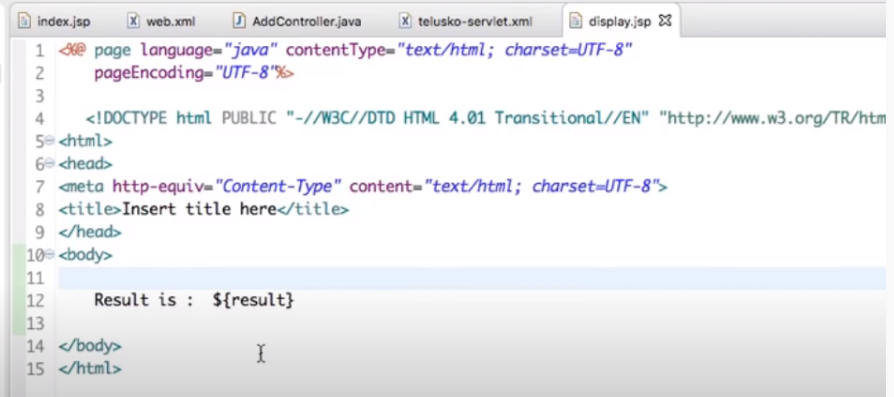 index.jsp web.xml AddController.java telusko-servlet.xml display.jsp
1 <%@ page language="java" contentType="text/html; charset=UTF-8"
2 pageEncoding="UTF-8"%>
3
4 <!DOCTYPE html PUBLIC "-//W3C//DTD HTML 4.01 Transitional//EN" "http://www.w3.org/TR/htm
5 <html>
6 <head>
7 <meta http-equiv="Content-Type" content="text/html; charset=UTF-8">
8 <title>Insert title here</title>
9 </head>
10 <body>
11
12 Result is : ${result}
13
14 </body>
15 </html>